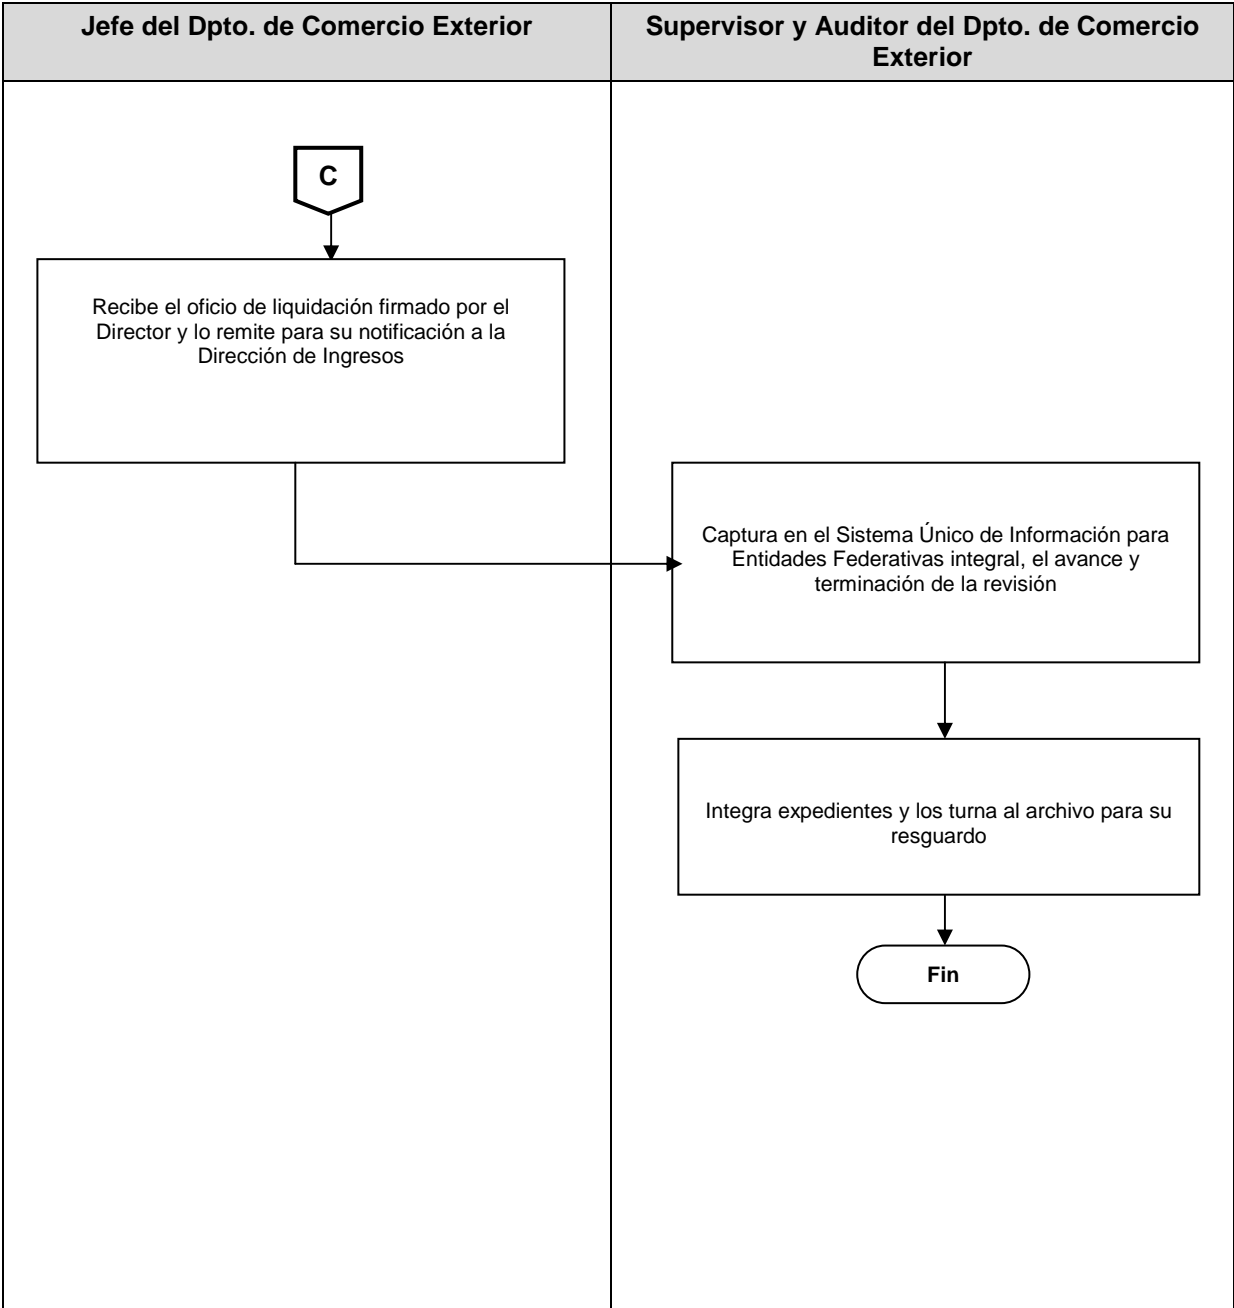 Jefe del Dpto. de Comercio Exterior
Supervisor y Auditor del Dpto. de Comercio
Exterior
C
Recibe el oficio de liquidación firmado por el
Director y lo remite para su notificación a la
Dirección de Ingresos
Captura en el Sistema Único de Información para
Entidades Federativas integral, el avance y
terminación de la revisión
Integra expedientes y los turna al archivo para su
resguardo
Fin